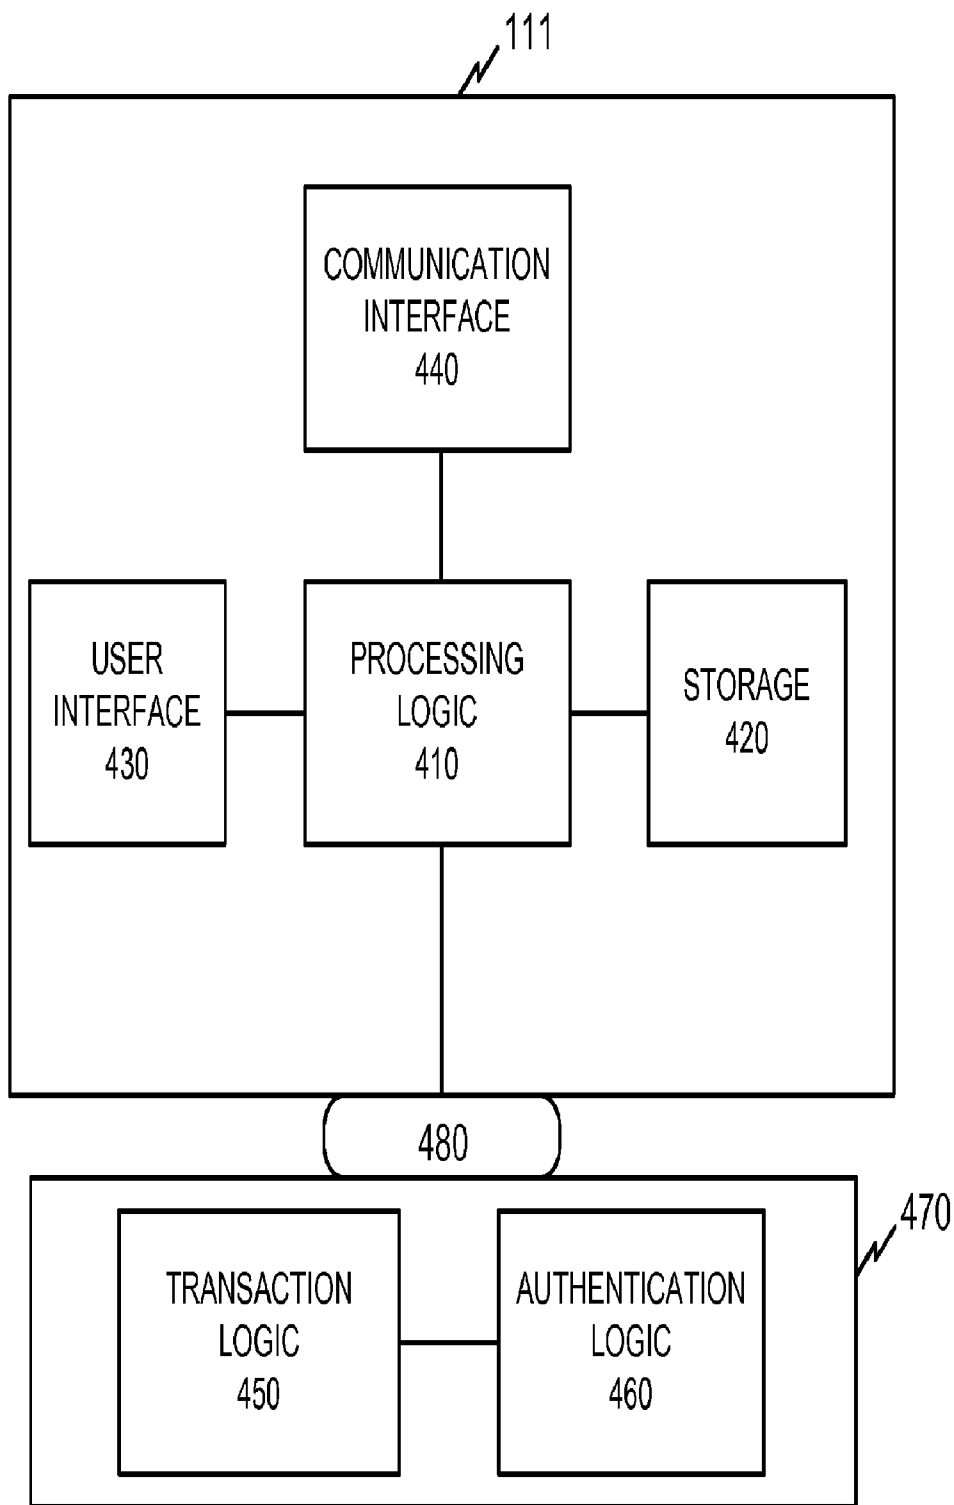 111
COMMUNICATION
INTERFACE
440
USER
INTERFACE
430
PROCESSING
LOGIC
410
STORAGE
420
480
470
TRANSACTION
LOGIC
450
AUTHENTICATION
LOGIC
460